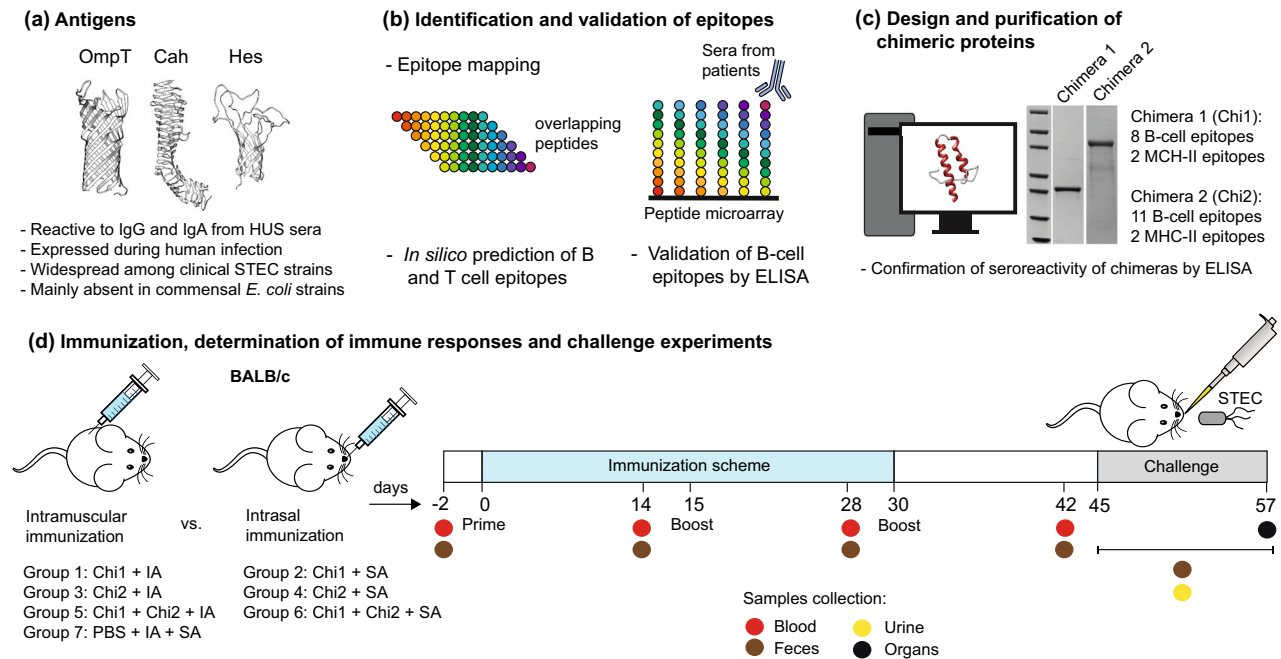 (a) Antigens
OmpT
Cah
Hes
- Reactive to IgG and IgA from HUS sera
- Expressed during human infection
- Widespread among clinical STEC strains
- Mainly absent in commensal E. coli strains
(b) Identification and validation of epitopes
- Epitope mapping
overlapping
peptides
Sera from
patients
Peptide microarray
- In silico prediction of B
and T cell epitopes
- Validation of B-cell
epitopes by ELISA
(c) Design and purification of
chimeric proteins
Chimera 1
Chimera 2
Chimera 1 (Chi1):
8 B-cell epitopes
2 MCH-II epitopes
Chimera 2 (Chi2):
11 B-cell epitopes
2 MHC-II epitopes
- Confirmation of seroreactivity of chimeras by ELISA
(d) Immunization, determination of immune responses and challenge experiments
BALB/c
Intramuscular
immunization
vs.
Intrasal
immunization
Group 1: Chi1 + IA
Group 3: Chi2 + IA
Group 5: Chi1 + Chi2 + IA
Group 7: PBS + IA + SA
Group 2: Chi1 + SA
Group 4: Chi2 + SA
Group 6: Chi1 + Chi2 + SA
STEC
Immunization scheme
Challenge
days
-2 0 14 15 28 30 42 45 57
Prime
Boost
Boost
Samples collection:
Blood
Feces
Urine
Organs